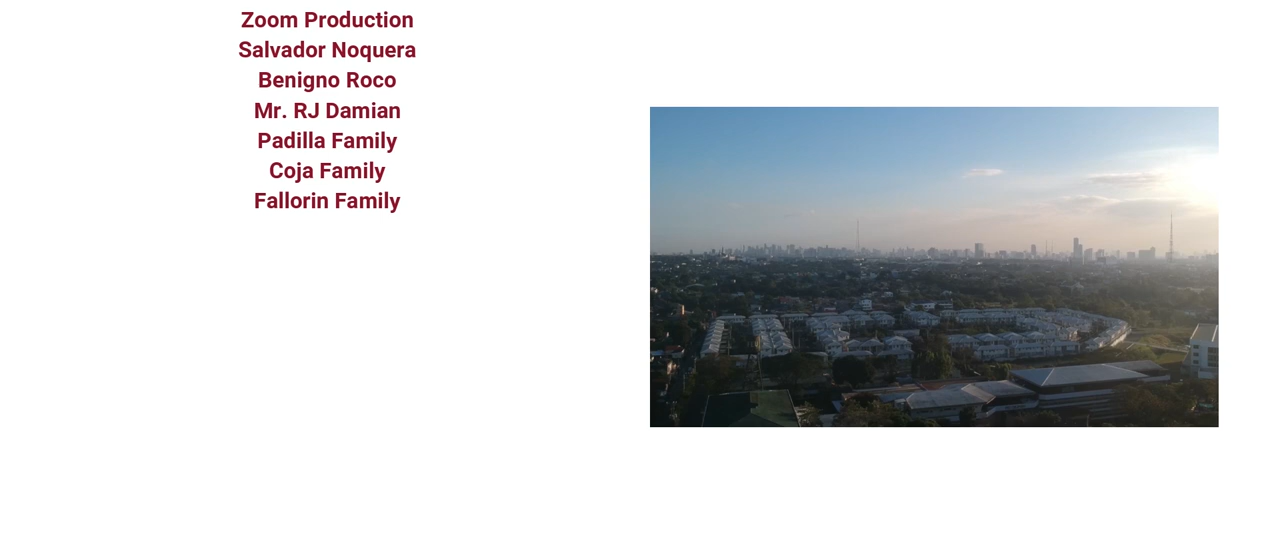 Zoom Production
Salvador Noquera
Benigno Roco
Mr. RJ Damian
Padilla Family
Coja Family
Fallorin Family